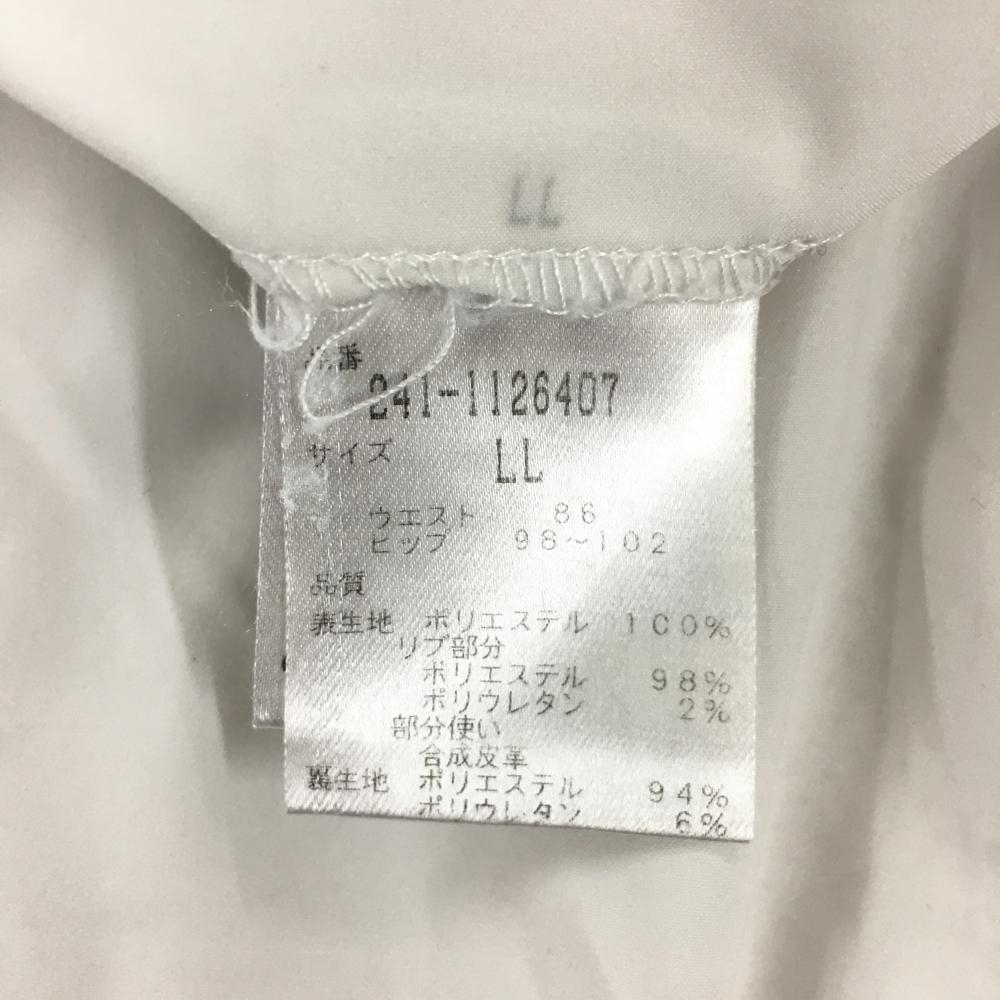 LL
品番
241-1126407
サイズ LL
ウエスト 86
ヒップ 98～102
品質
表生地 ポリエステル 100%
リブ部分
ポリエステル 98%
ポリウレタン 2%
部分使い
合成皮革
裏生地 ポリエステル 94%
ポリウレタン 6%